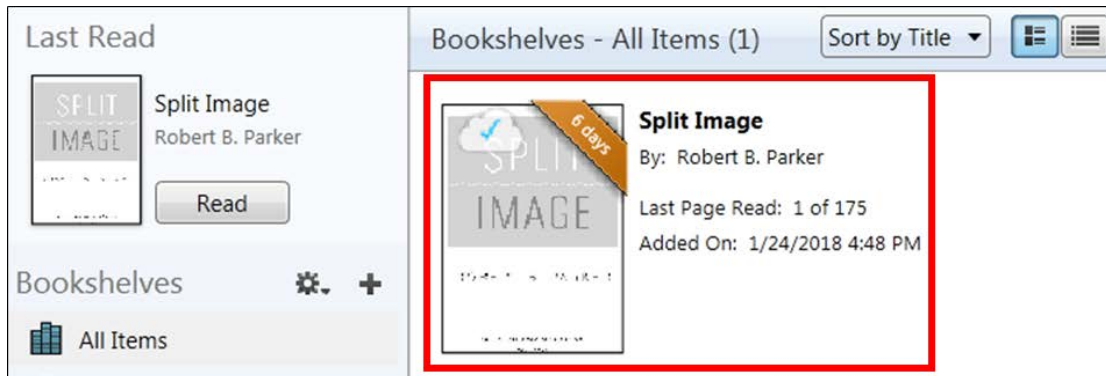 Last Read
SPLIT
IMAGE
Split Image
Robert B. Parker
Read
Bookshelves
All Items
Bookshelves - All Items (1)
Sort by Title
6 days
SPLIT
IMAGE
Split Image
By: Robert B. Parker
Last Page Read: 1 of 175
Added On: 1/24/2018 4:48 PM